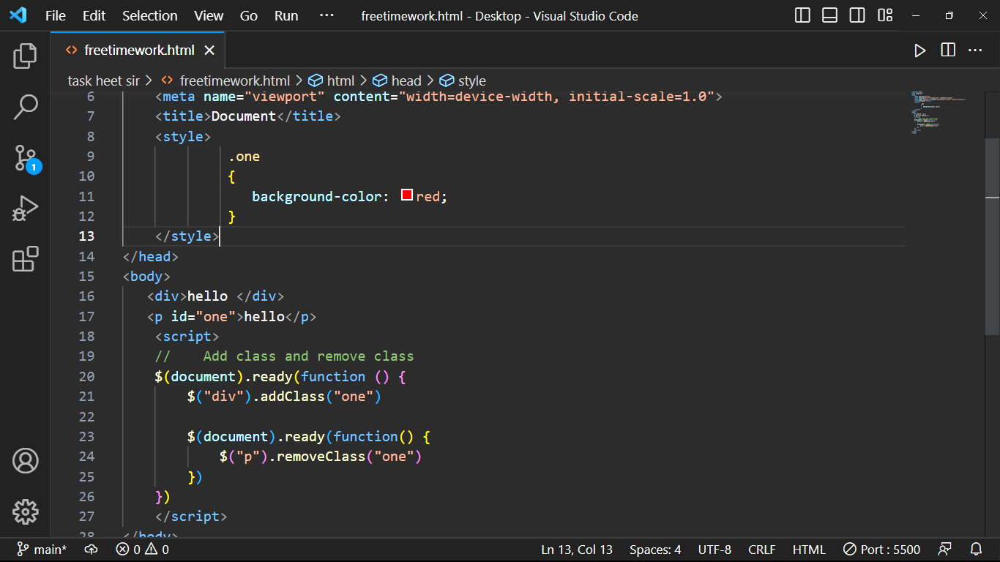 File Edit Selection View Go Run ··· freetimework.html - Desktop - Visual Studio Code
freetimework.html
task heet sir > freetimework.html > html > head > style
6 <meta name="viewport" content="width=device-width, initial-scale=1.0">
7 <title>Document</title>
8 <style>
9 .one
10 {
11 background-color: red;
12 }
13 </style>
14 </head>
15 <body>
16 <div>hello </div>
17 <p id="one">hello</p>
18 <script>
19 // Add class and remove class
20 $(document).ready(function () {
21 $("div").addClass("one")
22
23 $(document).ready(function() {
24 $("p").removeClass("one")
25 })
26 })
27 </script>
28 </body>
1
main* 0 0 Ln 13, Col 13 Spaces: 4 UTF-8 CRLF HTML Port : 5500